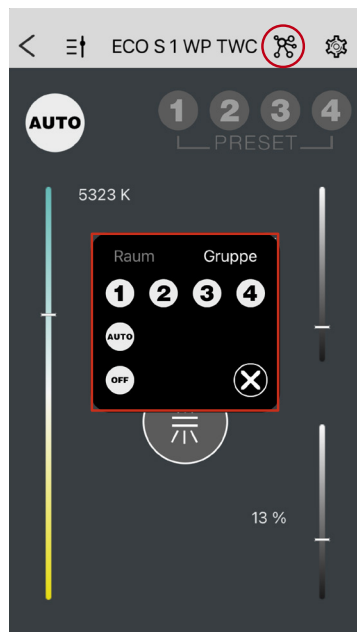 ECO S 1 WP TWC
AUTO 1 2 3 4
PRESET
5323 K
Raum Gruppe
1 2 3 4
AUTO
OFF
13 %